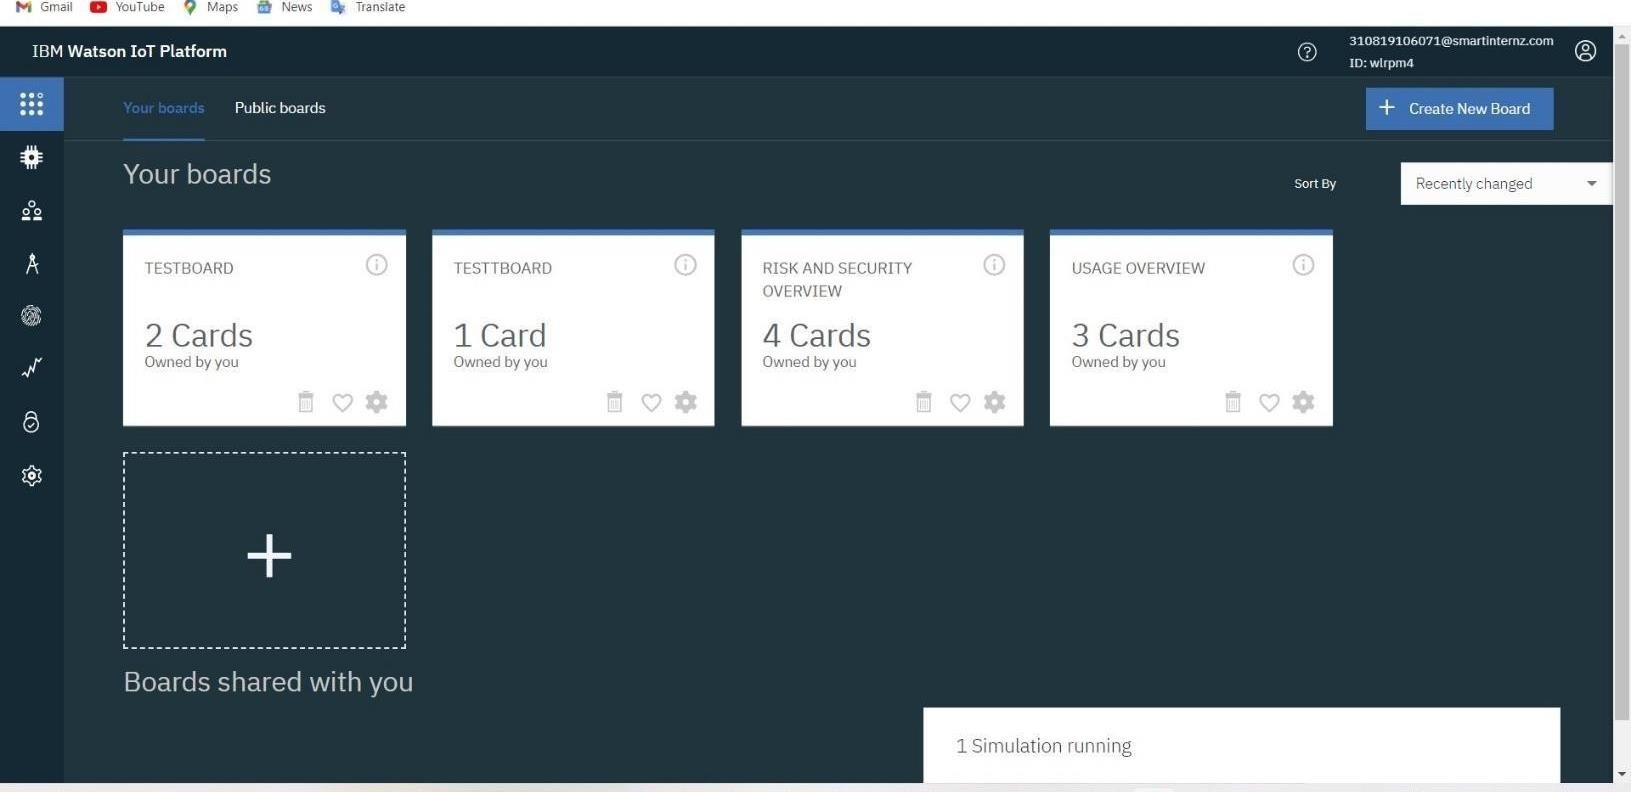 Gmail YouTube Maps News Translate
IBM Watson IoT Platform
310819106071@smartinternz.com
ID: wlrpm4
Your boards Public boards
Create New Board
Your boards
Sort By
Recently changed
TESTBOARD
2 Cards
Owned by you
TESTTBOARD
1 Card
Owned by you
RISK AND SECURITY
OVERVIEW
4 Cards
Owned by you
USAGE OVERVIEW
3 Cards
Owned by you
Boards shared with you
1 Simulation running